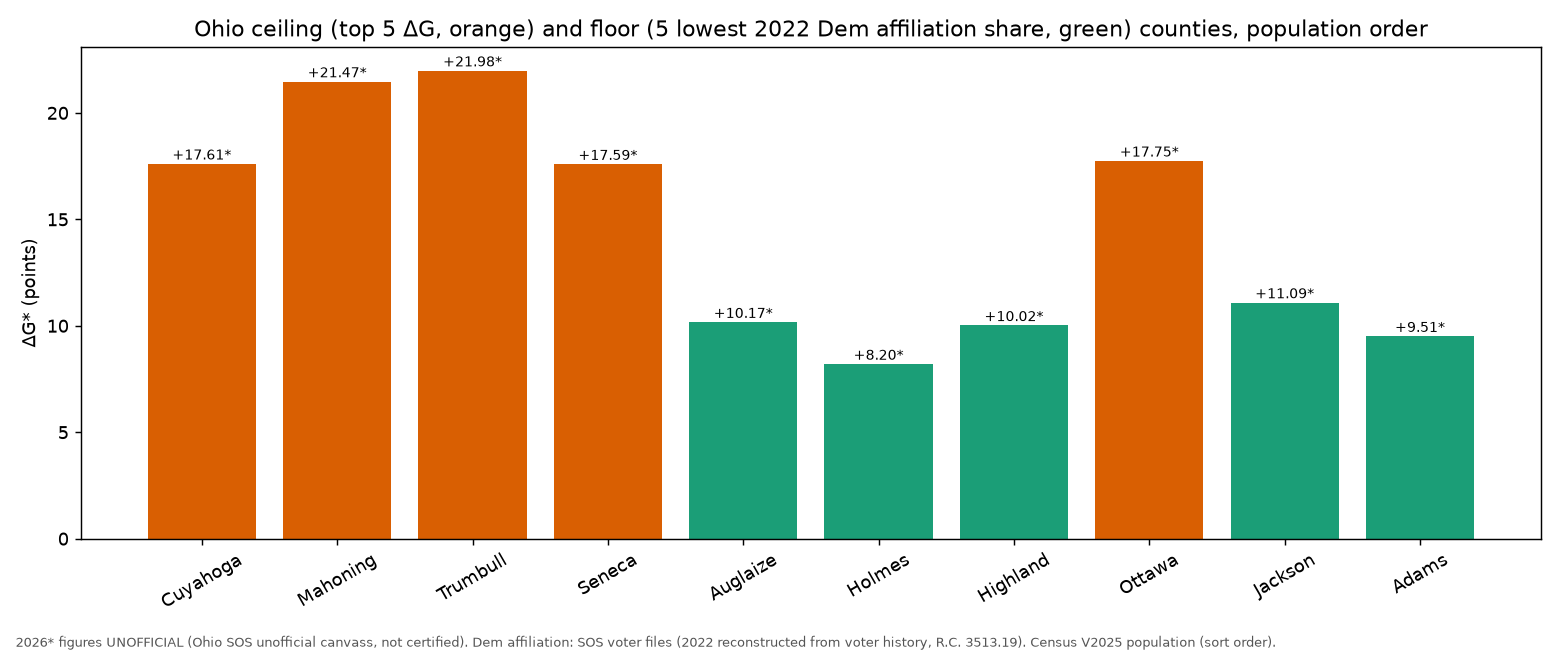 Ohio ceiling (top 5 ΔG, orange) and floor (5 lowest 2022 Dem affiliation share, green) counties, population order
ΔG* (points)
20
15
10
5
0
+17.61*
+21.47*
+21.98*
+17.59*
+10.17*
+8.20*
+10.02*
+17.75*
+11.09*
+9.51*
Cuyahoga
Mahoning
Trumbull
Seneca
Auglaize
Holmes
Highland
Ottawa
Jackson
Adams
2026* figures UNOFFICIAL (Ohio SOS unofficial canvass, not certified). Dem affiliation: SOS voter files (2022 reconstructed from voter history, R.C. 3513.19). Census V2025 population (sort order).